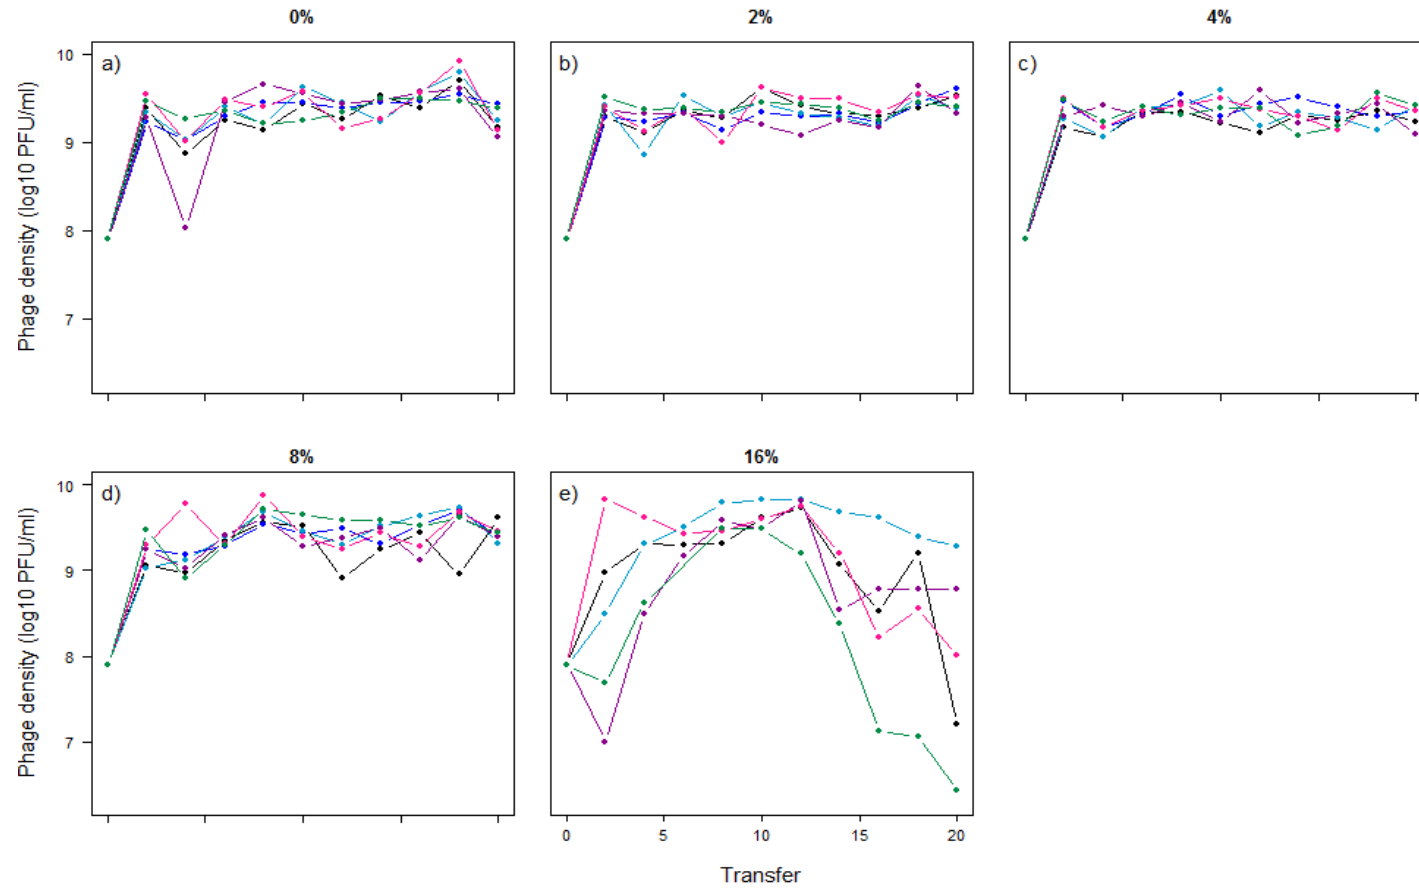 0%
2%
4%
a)
b)
c)
10
9
8
7
Phage density (log10 PFU/ml)
8%
16%
d)
e)
10
9
8
7
Phage density (log10 PFU/ml)
0 5 10 15 20
Transfer